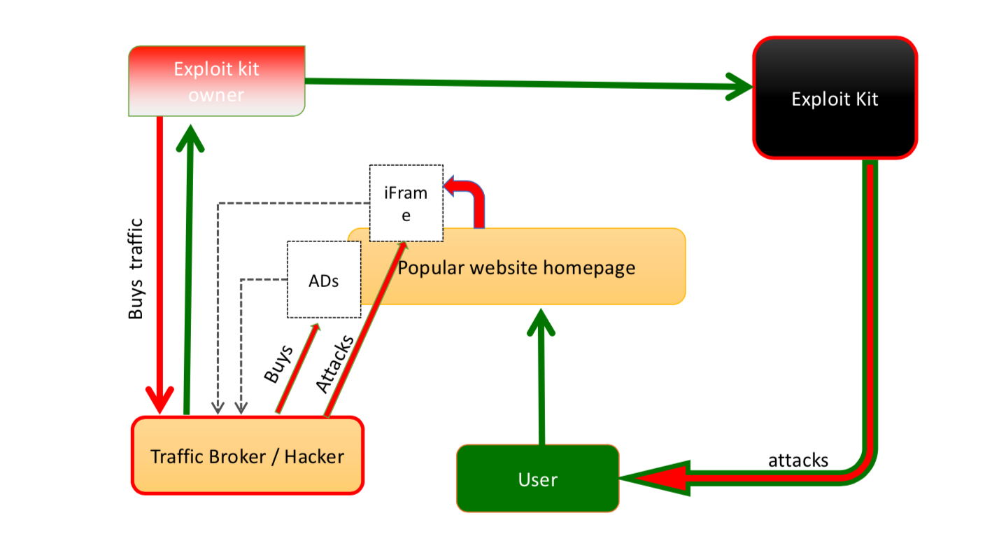 Exploit kit
owner
Exploit Kit
iFram
e
Buys traffic
Popular website homepage
ADs
Buys
Attacks
Traffic Broker / Hacker
attacks
User